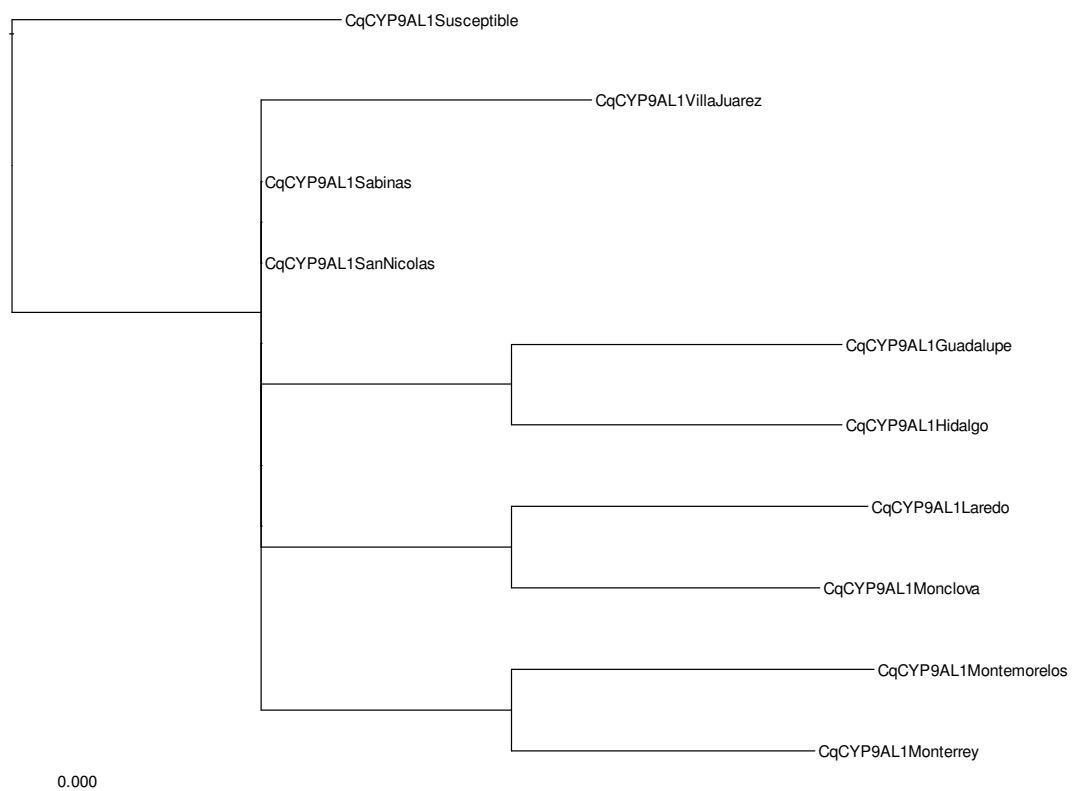 CqCYP9AL1Susceptible
CqCYP9AL1VillaJuarez
CqCYP9AL1Sabinas
CqCYP9AL1SanNicolas
CqCYP9AL1Guadalupe
CqCYP9AL1Hidalgo
CqCYP9AL1Laredo
CqCYP9AL1Monclova
CqCYP9AL1Montemorelos
CqCYP9AL1Monterrey
0.000